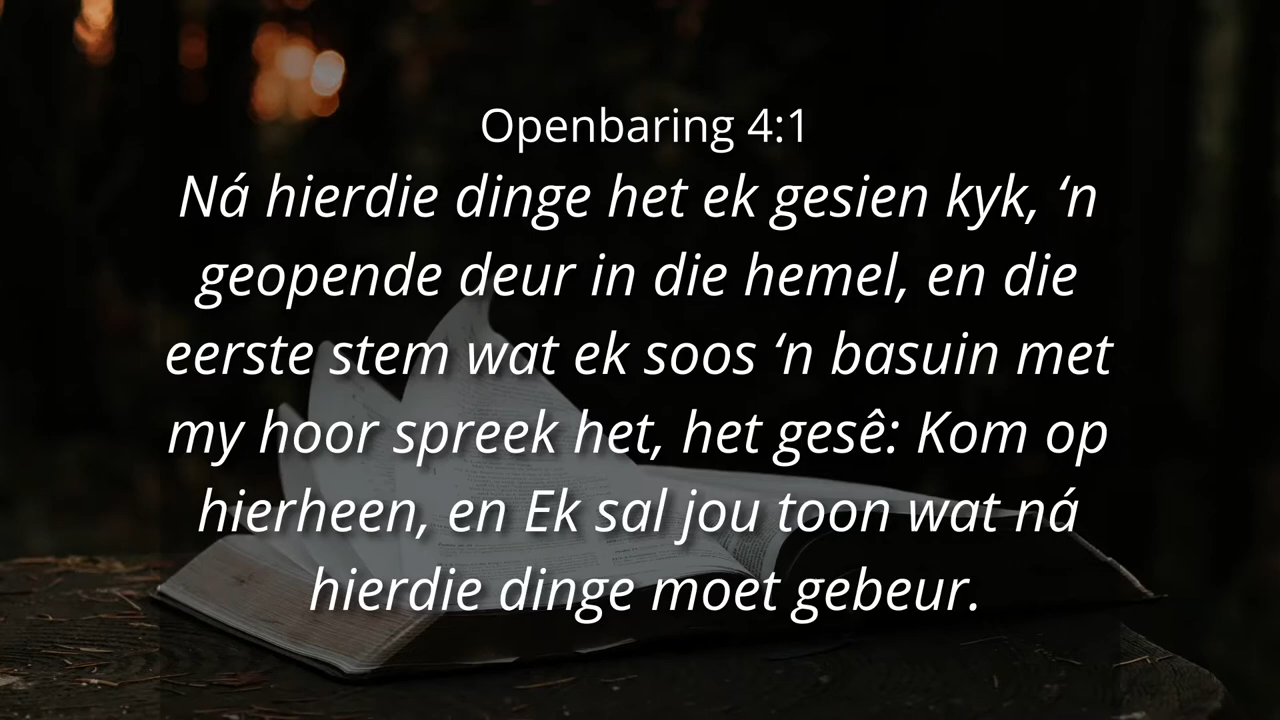 Openbaring 4:1
Ná hierdie dinge het ek gesien kyk, ‘n
geopende deur in die hemel, en die
eerste stem wat ek soos ‘n basuin met
my hoor spreek het, het gesê: Kom op
hierheen, en Ek sal jou toon wat ná
hierdie dinge moet gebeur.